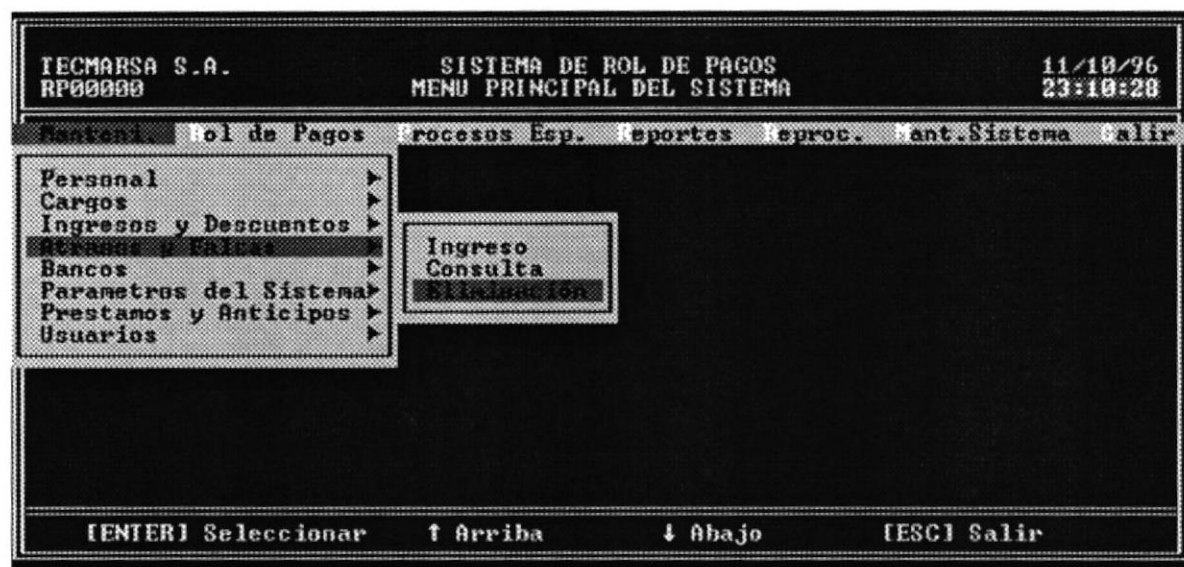 TECMARSA S.A. SISTEMA DE ROL DE PAGOS 11/10/96
RP00000 MENU PRINCIPAL DEL SISTEMA 23:10:28
Manteni. Rol de Pagos Procesos Esp. Reportes Reproc. Mant.Sistema Salir
Personal
Cargos
Ingresos y Descuentos
Atrasos y Faltas
Bancos
Parametros del Sistema
Prestamos y Anticipos
Usuarios
Ingreso
Consulta
Eliminación
[ENTER] Seleccionar ↑ Arriba ↓ Abajo [ESC] Salir